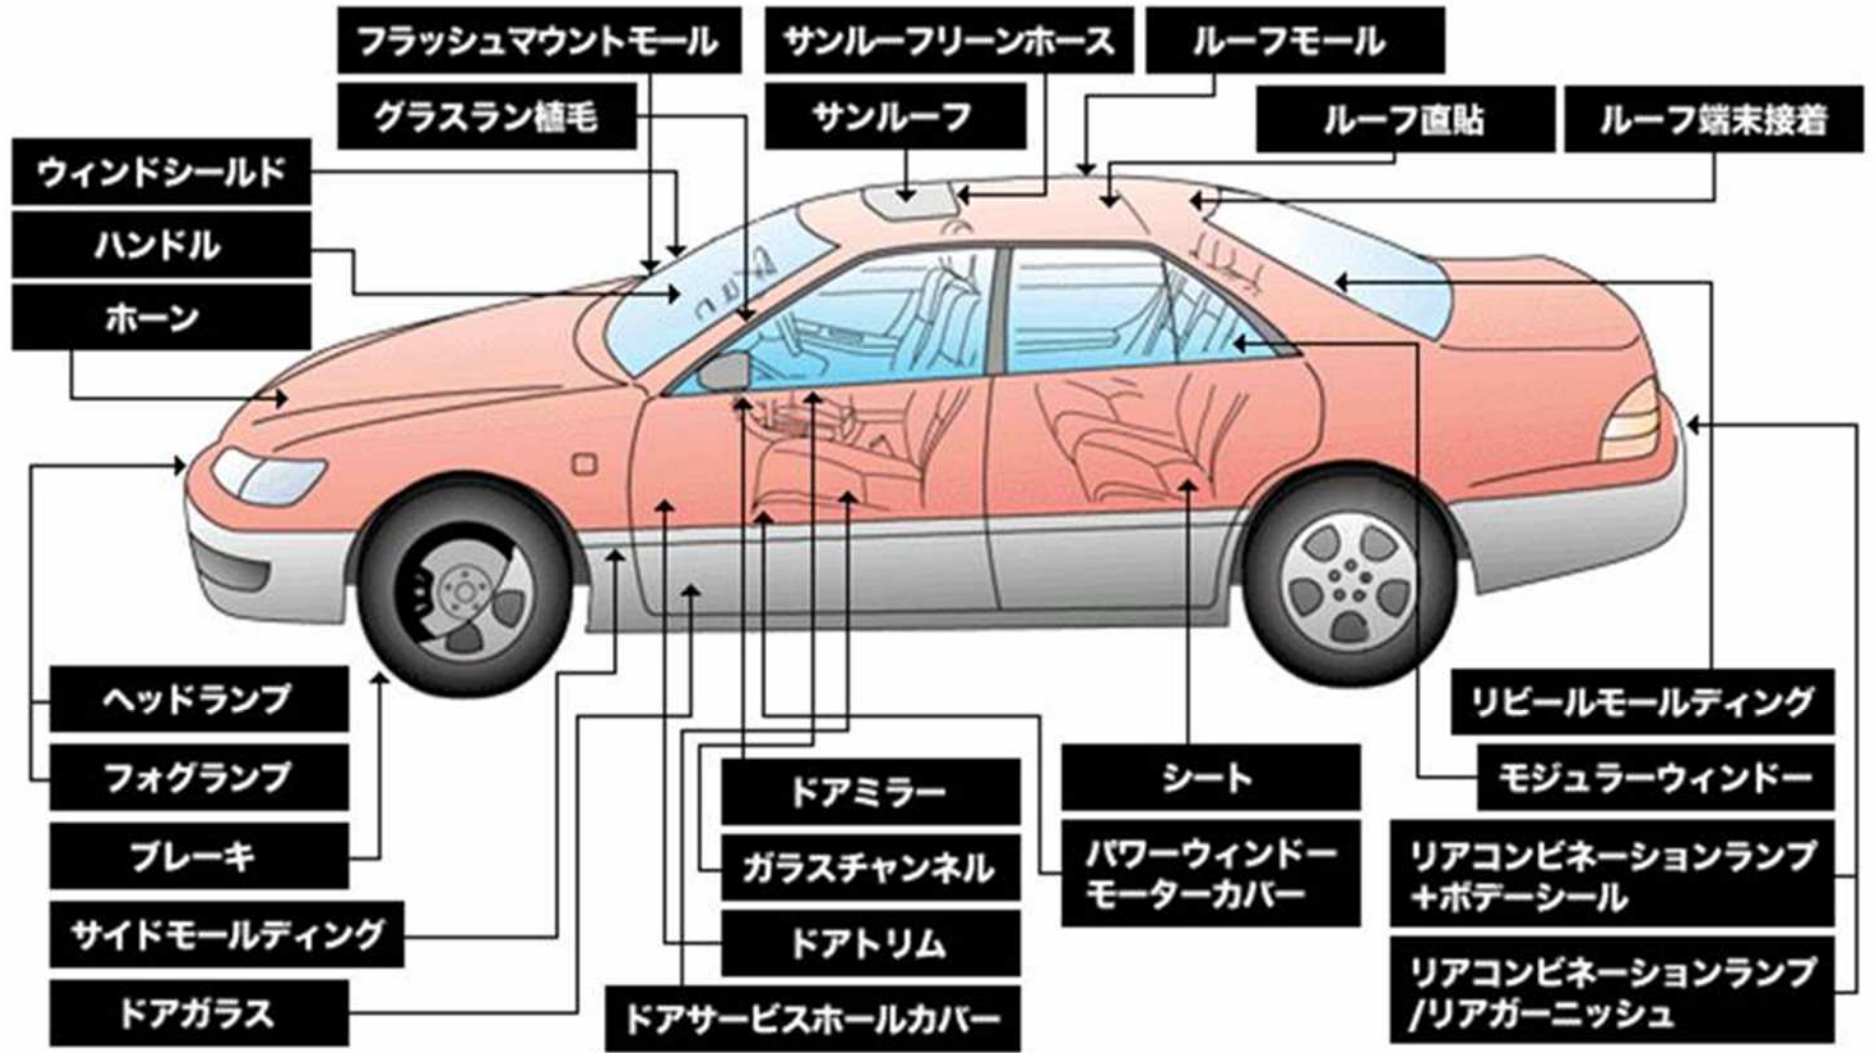 フラッシュマウントモール
サンルーフリーンホース
ルーフモール
グラスラン植毛
サンルーフ
ルーフ直貼
ルーフ端末接着
ウィンドシールド
ハンドル
ホーン
ヘッドランプ
フォグランプ
ブレーキ
サイドモールディング
ドアガラス
ドアミラー
ガラスチャンネル
ドアトリム
ドアサービスホールカバー
シート
パワーウィンドー
モーターカバー
リビールモールディング
モジュラーウィンドー
リアコンビネーションランプ
+ボデーシール
リアコンビネーションランプ
/リアガーニッシュ